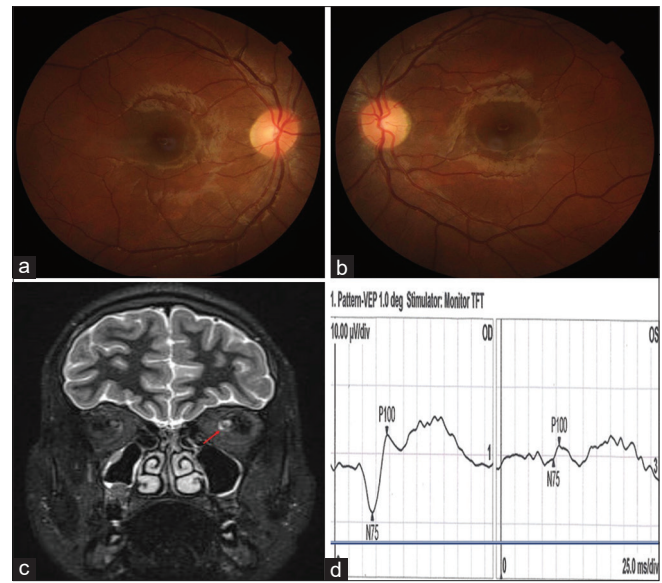 a
b
c
d
1. Pattern-VEP 1.0 deg Stimulator: Monitor TFT
10.00 µV/div
OD
OS
P100
N75
1
P100
N75
3
0
25.0 ms/div